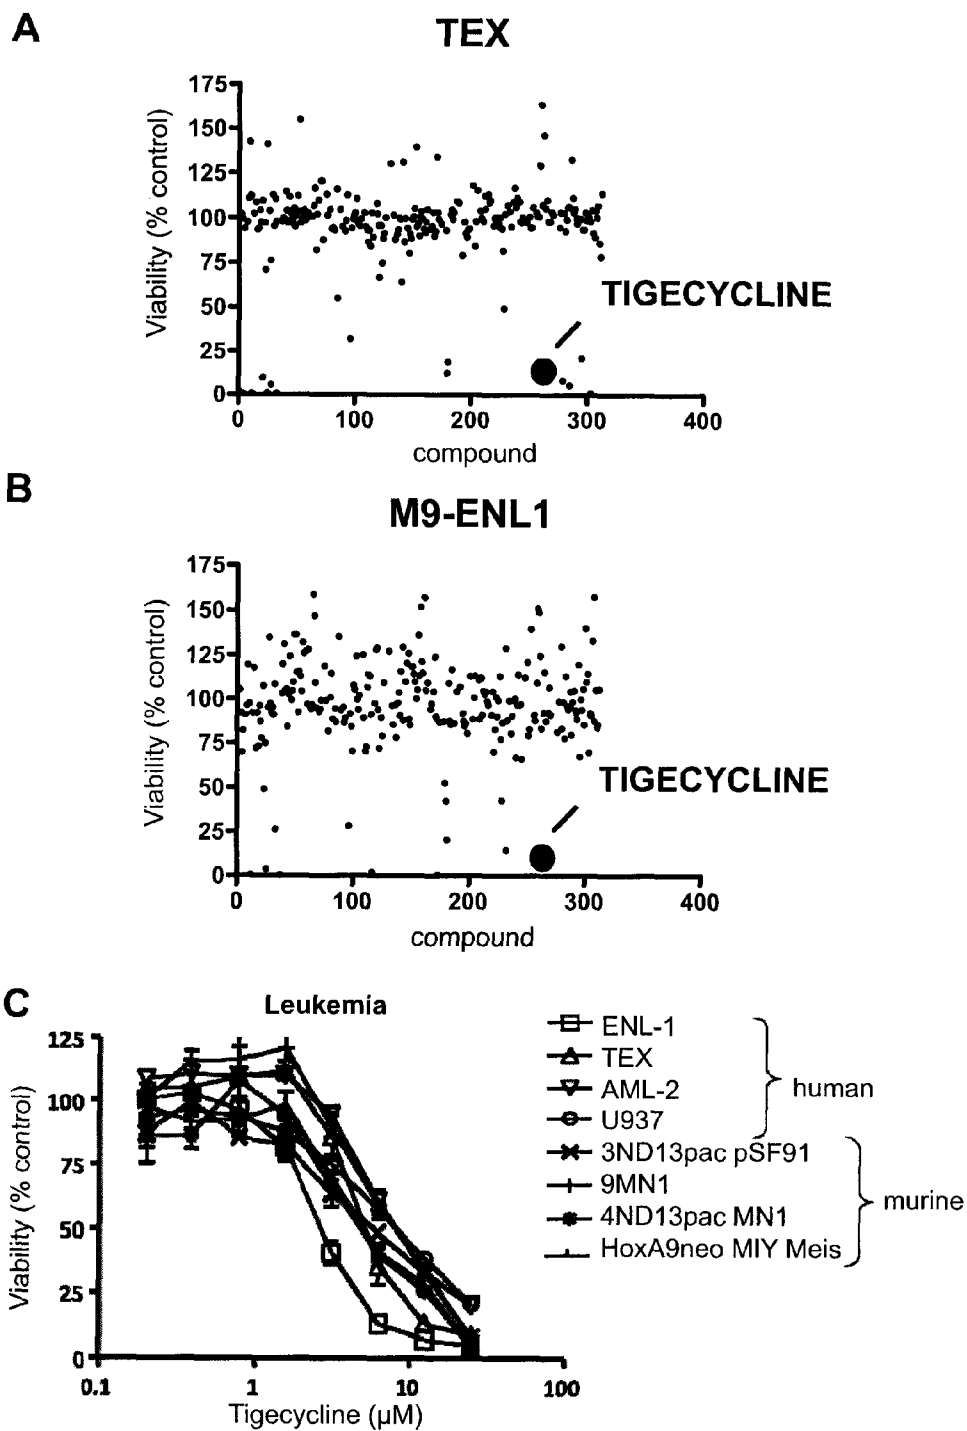 A
TEX
175
150
125
100
75
50
25
0
Viability (% control)
TIGECYCLINE
0 100 200 300 400
compound
B
M9-ENL1
175
150
125
100
75
50
25
0
Viability (% control)
TIGECYCLINE
0 100 200 300 400
compound
C
Leukemia
125
100
75
50
25
0
Viability (% control)
0.1 1 10 100
Tigecycline (µM)
ENL-1
TEX
AML-2
U937
human
3ND13pac pSF91
9MN1
4ND13pac MN1
HoxA9neo MIY Meis
murine